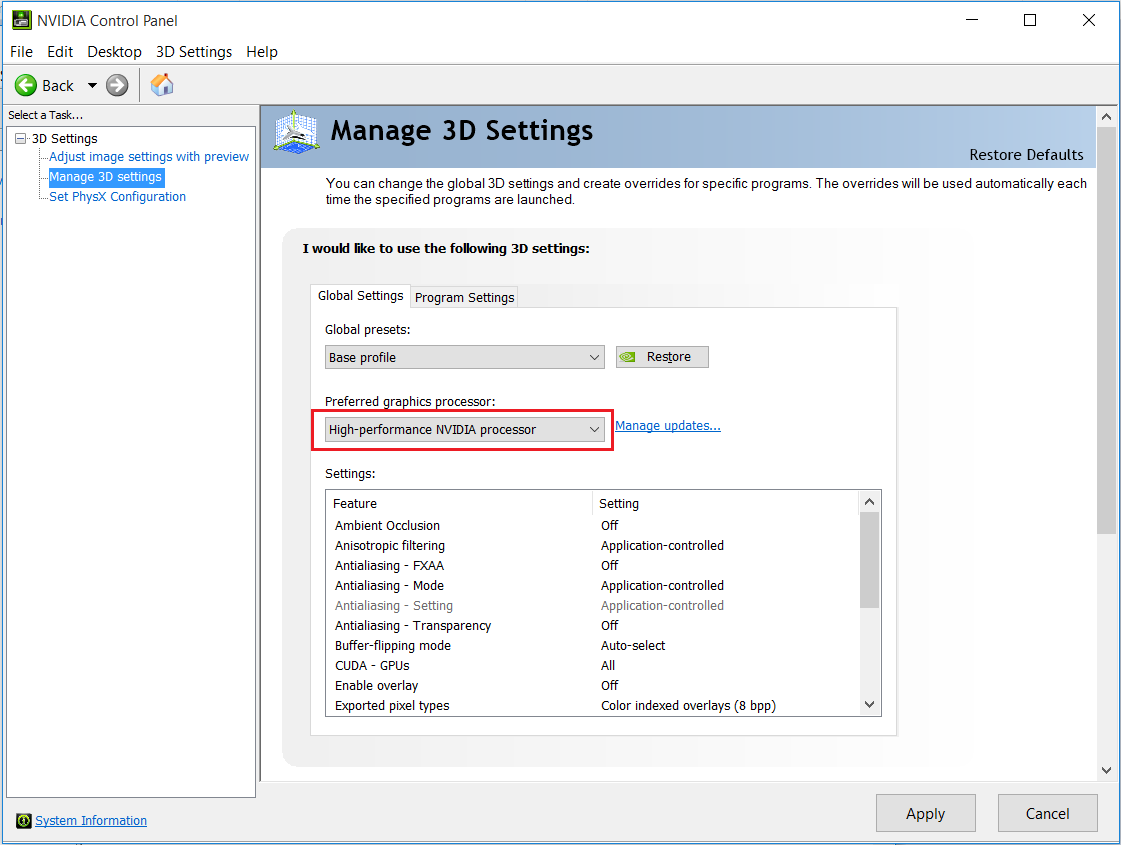 NVIDIA Control Panel
File Edit Desktop 3D Settings Help
Back
Select a Task...
3D Settings
Adjust image settings with preview
Manage 3D settings
Set PhysX Configuration
System Information
Manage 3D Settings
Restore Defaults
You can change the global 3D settings and create overrides for specific programs. The overrides will be used automatically each
time the specified programs are launched.
I would like to use the following 3D settings:
Global Settings Program Settings
Global presets:
Base profile Restore
Preferred graphics processor:
High-performance NVIDIA processor Manage updates...
Settings:
Feature Setting
Ambient Occlusion Off
Anisotropic filtering Application-controlled
Antialiasing - FXAA Off
Antialiasing - Mode Application-controlled
Antialiasing - Setting Application-controlled
Antialiasing - Transparency Off
Buffer-flipping mode Auto-select
CUDA - GPUs All
Enable overlay Off
Exported pixel types Color indexed overlays (8 bpp)
Apply Cancel